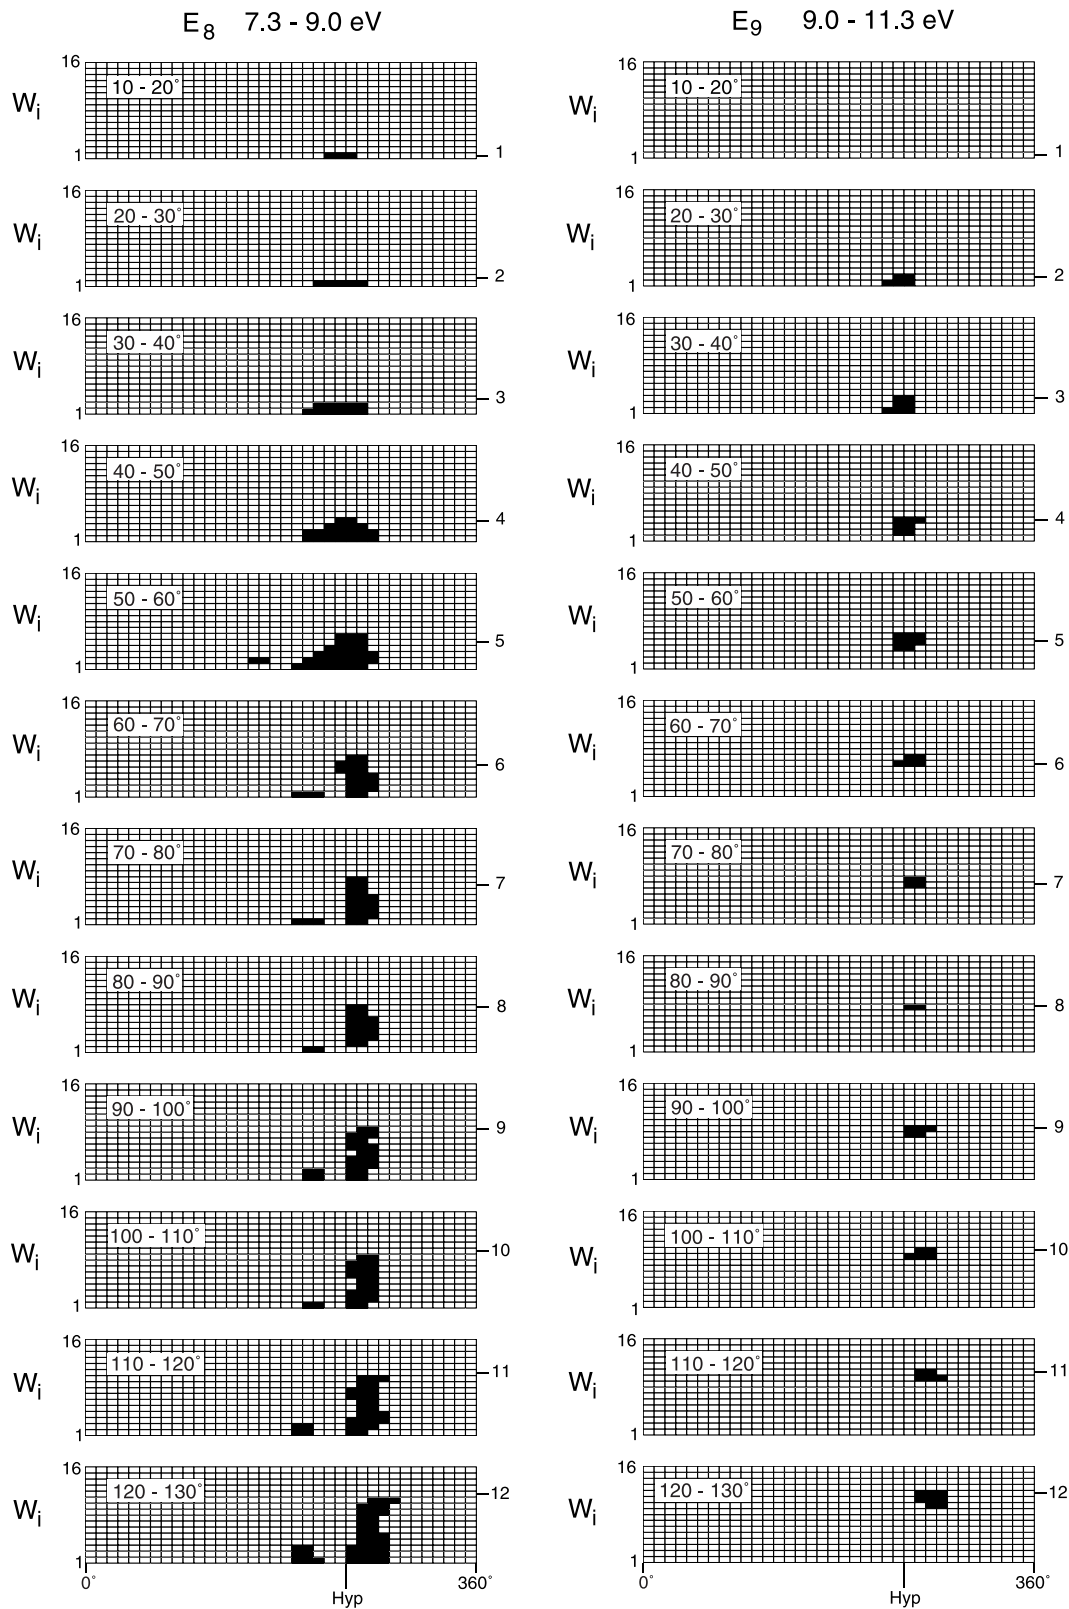 E8 7.3 - 9.0 eV
E9 9.0 - 11.3 eV
16
10 - 20°
Wi
1
1
16
10 - 20°
Wi
1
1
16
20 - 30°
Wi
2
1
16
20 - 30°
Wi
2
1
16
30 - 40°
Wi
3
1
16
30 - 40°
Wi
3
1
16
40 - 50°
Wi
4
1
16
40 - 50°
Wi
4
1
16
50 - 60°
Wi
5
1
16
50 - 60°
Wi
5
1
16
60 - 70°
Wi
6
1
16
60 - 70°
Wi
6
1
16
70 - 80°
Wi
7
1
16
70 - 80°
Wi
7
1
16
80 - 90°
Wi
8
1
16
80 - 90°
Wi
8
1
16
90 - 100°
Wi
9
1
16
90 - 100°
Wi
9
1
16
100 - 110°
Wi
10
1
16
100 - 110°
Wi
10
1
16
110 - 120°
Wi
11
1
16
110 - 120°
Wi
11
1
16
120 - 130°
Wi
12
1
16
120 - 130°
Wi
12
1
0° Hyp 360°
0° Hyp 360°